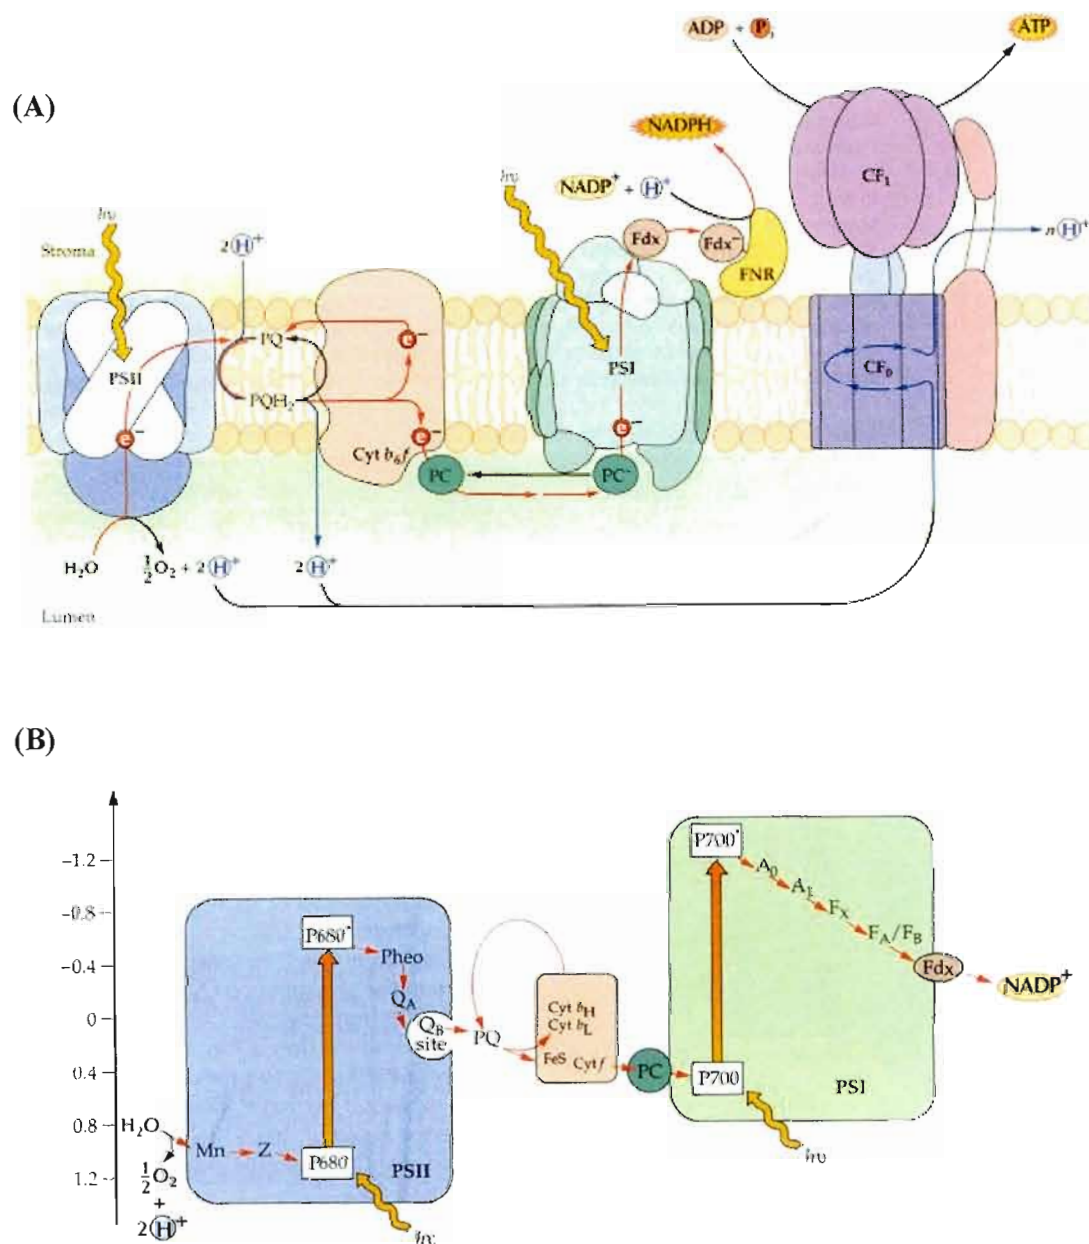 (A)
ADP + Pi
ATP
NADPH
NADP+ + H+
CF1
hν
hν
Stroma
2 H+
Fdx
Fdx−
FNR
n H+
PQ
e−
PSII
PSI
CF0
PQH2
e−
e−
e−
Cyt b6f
PC
PC−
H2O
½O2 + 2 H+
2 H+
Lumen
(B)
–1.2
–0.8
–0.4
0
0.4
0.8
1.2
P700*
A0
A1
FX
FA/FB
Fdx
NADP+
P680*
Pheo
QA
QB
site
PQ
Cyt bH
Cyt bL
FeS Cyt f
PC
P700
PSI
hν
H2O
Mn
Z
P680
PSII
½O2
+
2 H+
hν